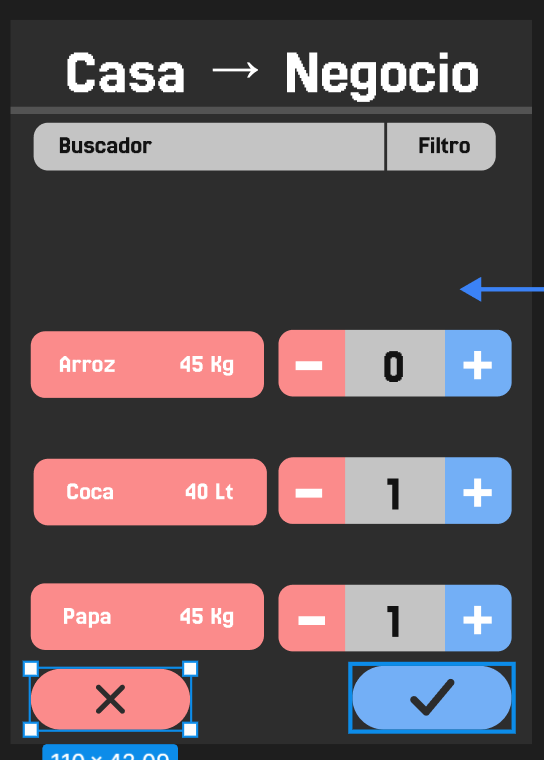 Casa → Negocio
Buscador Filtro
Arroz 45 Kg − 0 +
Coca 40 Lt − 1 +
Papa 45 Kg − 1 +